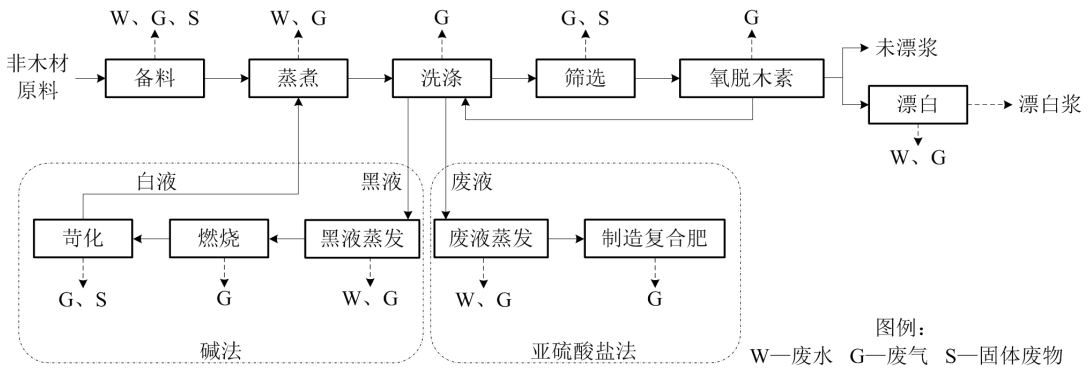 W、G、S
W、G
G
G、S
G
非木材
原料
备料
蒸煮
洗涤
筛选
氧脱木素
未漂浆
漂白
漂白浆
W、G
白液
黑液
废液
苛化
燃烧
黑液蒸发
废液蒸发
制造复合肥
G、S
G
W、G
W、G
G
碱法
亚硫酸盐法
图例：
W—废水 G—废气 S—固体废物